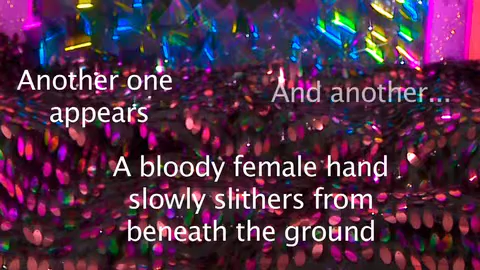 Another one
appears
And another...
A bloody female hand
slowly slithers from
beneath the ground